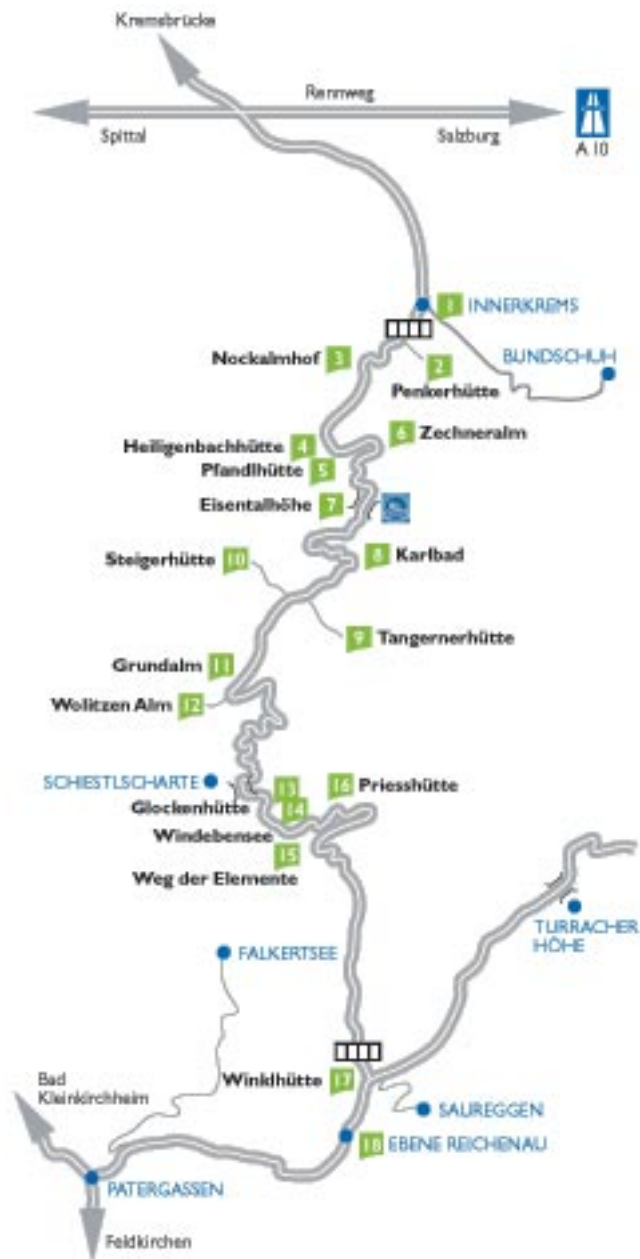 Kremsbrücke
Rennweg
Spittal
Salzburg
A 10
1 INNERKREMS
BUNDSCHUH
Nockalmhof 3
2
Penkerhütte
6 Zechneralm
Heiligenbachhütte 4
Pfandlhütte 5
Eisentalhöhe 7
Steigerhütte 10
8 Karlbad
9 Tangernerhütte
Grundalm 11
Wolitzen Alm 12
SCHIESTLSCHARTE
13
16 Priesshütte
Glockenhütte 14
Windebensee
15
Weg der Elemente
TURRACHER
HÖHE
FALKERTSEE
Winklhütte 17
Bad
Kleinkirchheim
SAUREGGEN
18 EBENE REICHENAU
PATERGASSEN
Feldkirchen